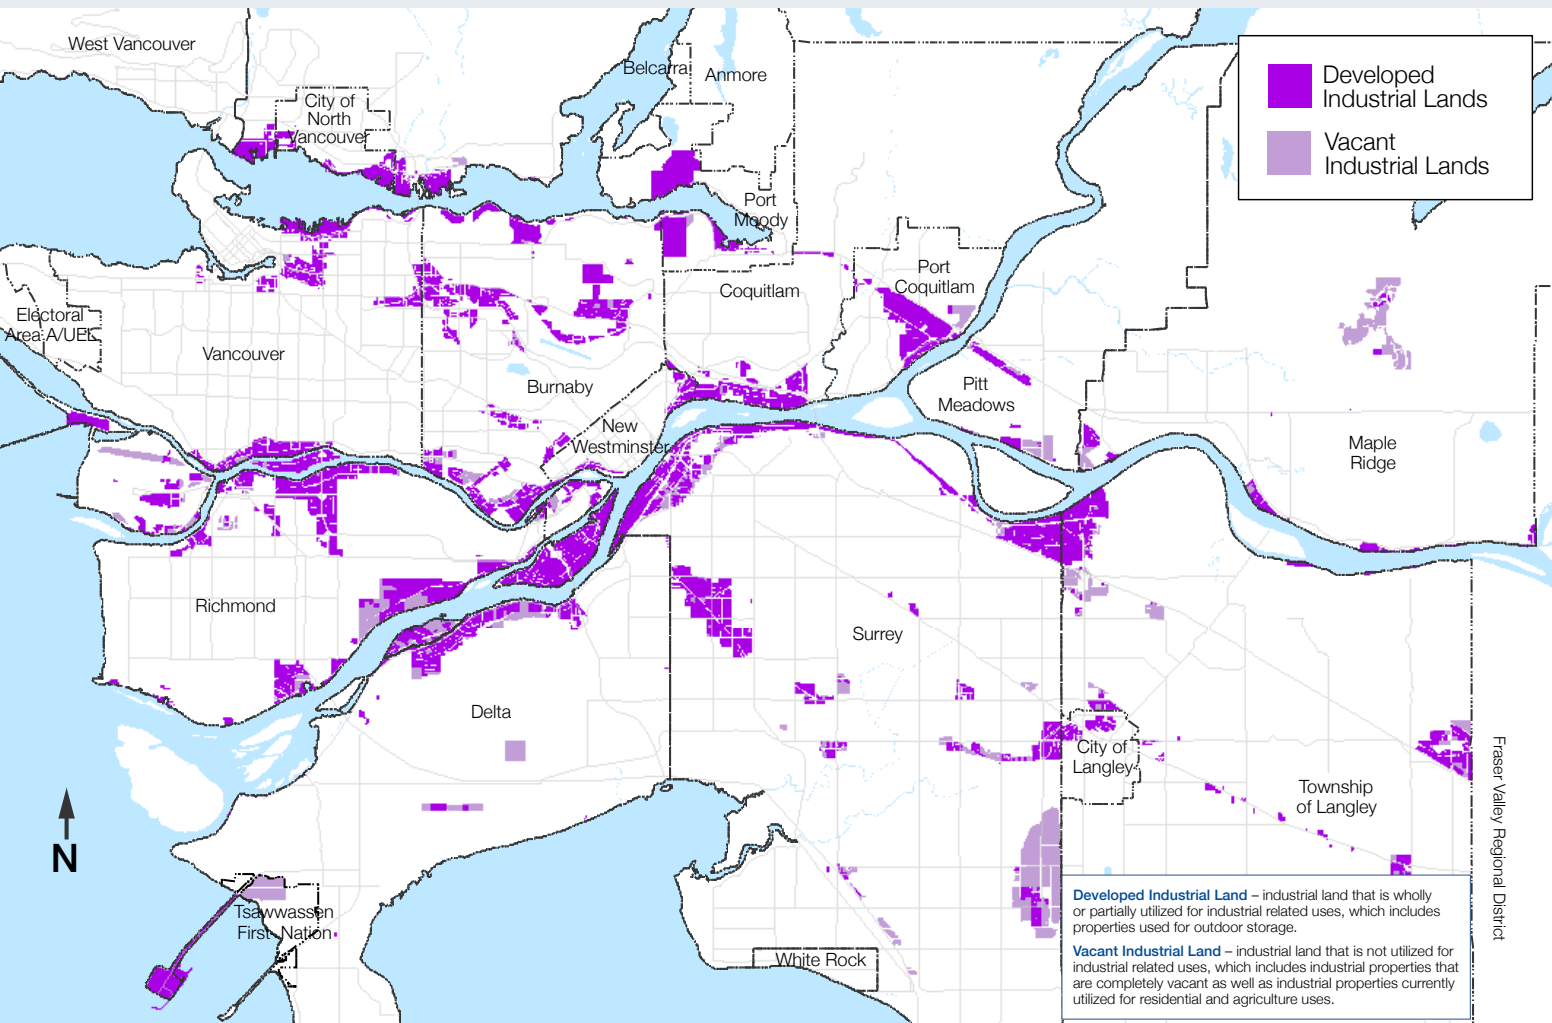 West Vancouver
Belcarra
Anmore
City of
North
Vancouver
Developed
Industrial Lands
Vacant
Industrial Lands
Port
Moody
Port
Coquitlam
Coquitlam
Electoral
Area A/UEL
Vancouver
Burnaby
Pitt
Meadows
New
Westminster
Maple
Ridge
Richmond
Surrey
Delta
City of
Langley
Township
of Langley
Fraser Valley Regional District
N
Tsawwassen
First Nation
White Rock
Developed Industrial Land – industrial land that is wholly
or partially utilized for industrial related uses, which includes
properties used for outdoor storage.
Vacant Industrial Land – industrial land that is not utilized for
industrial related uses, which includes industrial properties that
are completely vacant as well as industrial properties currently
utilized for residential and agriculture uses.